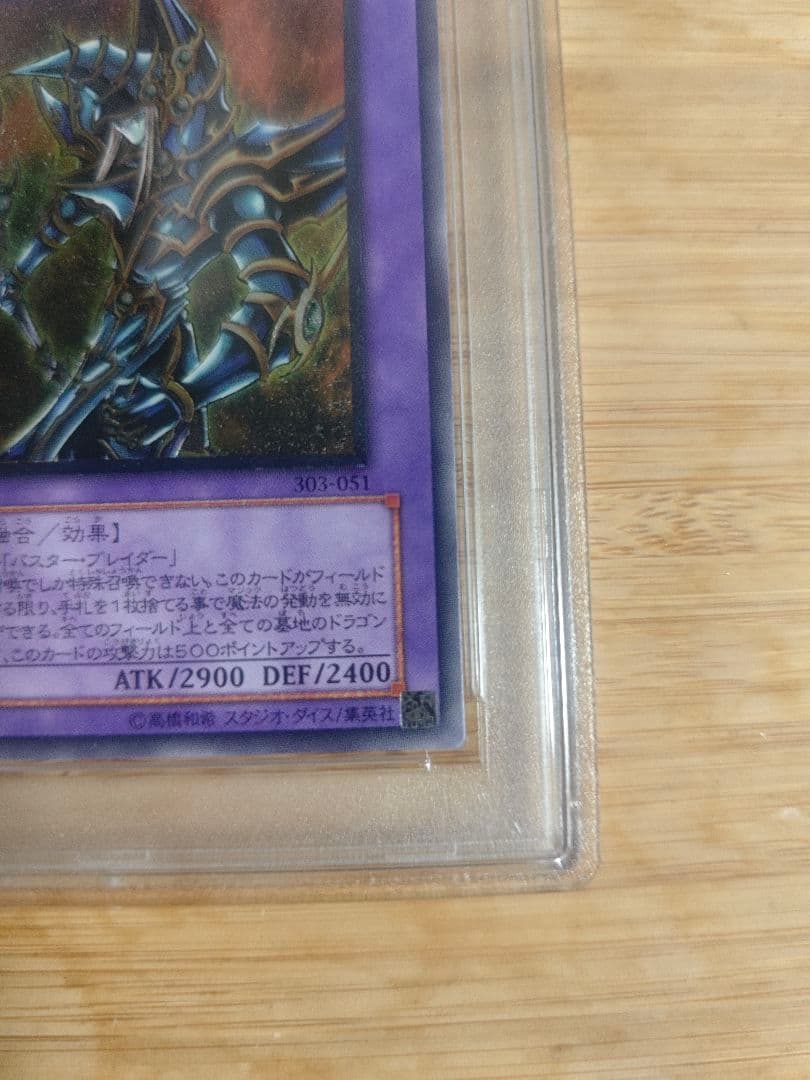 303-051
融合/効果】
「バスター・ブレイダー」
喚でしか特殊召喚できない。このカードがフィールド
る限り、手札を1枚捨てる事で魔法の発動を無効に
できる。全てのフィールド上と全ての墓地のドラゴン
、このカードの攻撃力は500ポイントアップする。
ATK/2900 DEF/2400
©高橋和希 スタジオ・ダイス/集英社